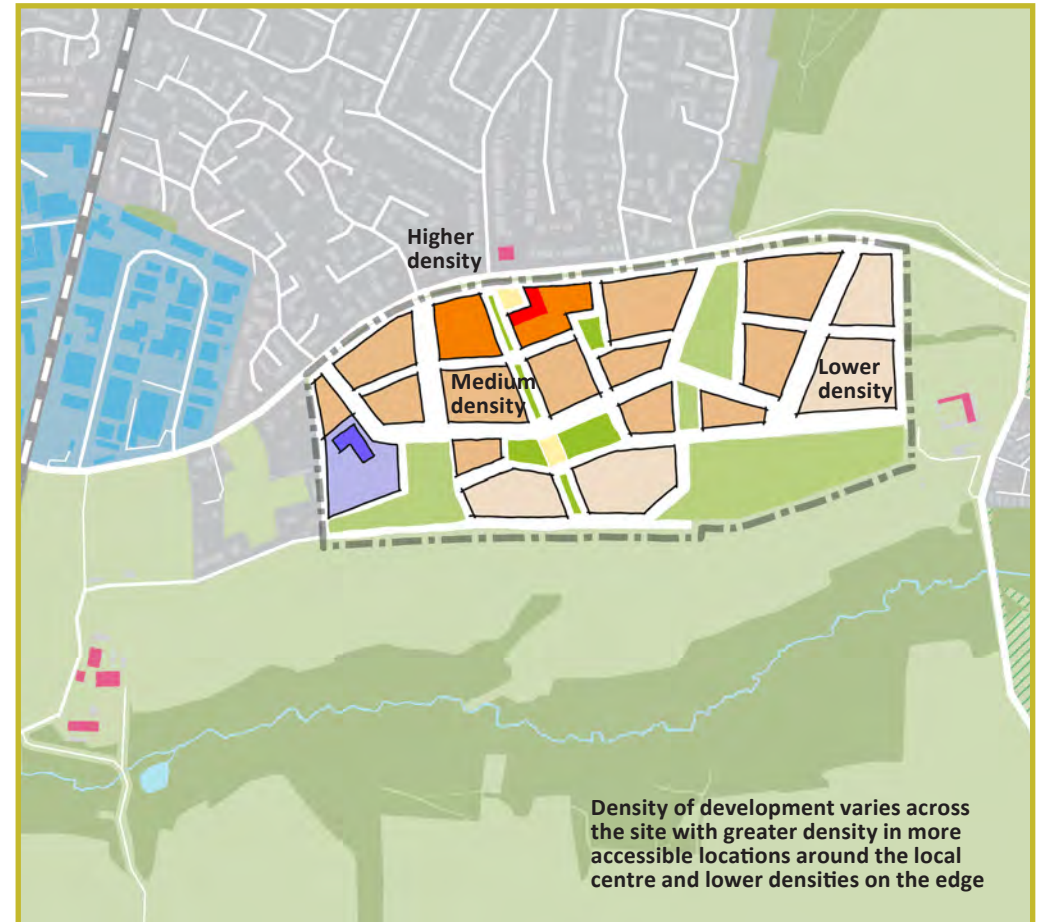 Higher
density
Medium
density
Lower
density
Density of development varies across
the site with greater density in more
accessible locations around the local
centre and lower densities on the edge